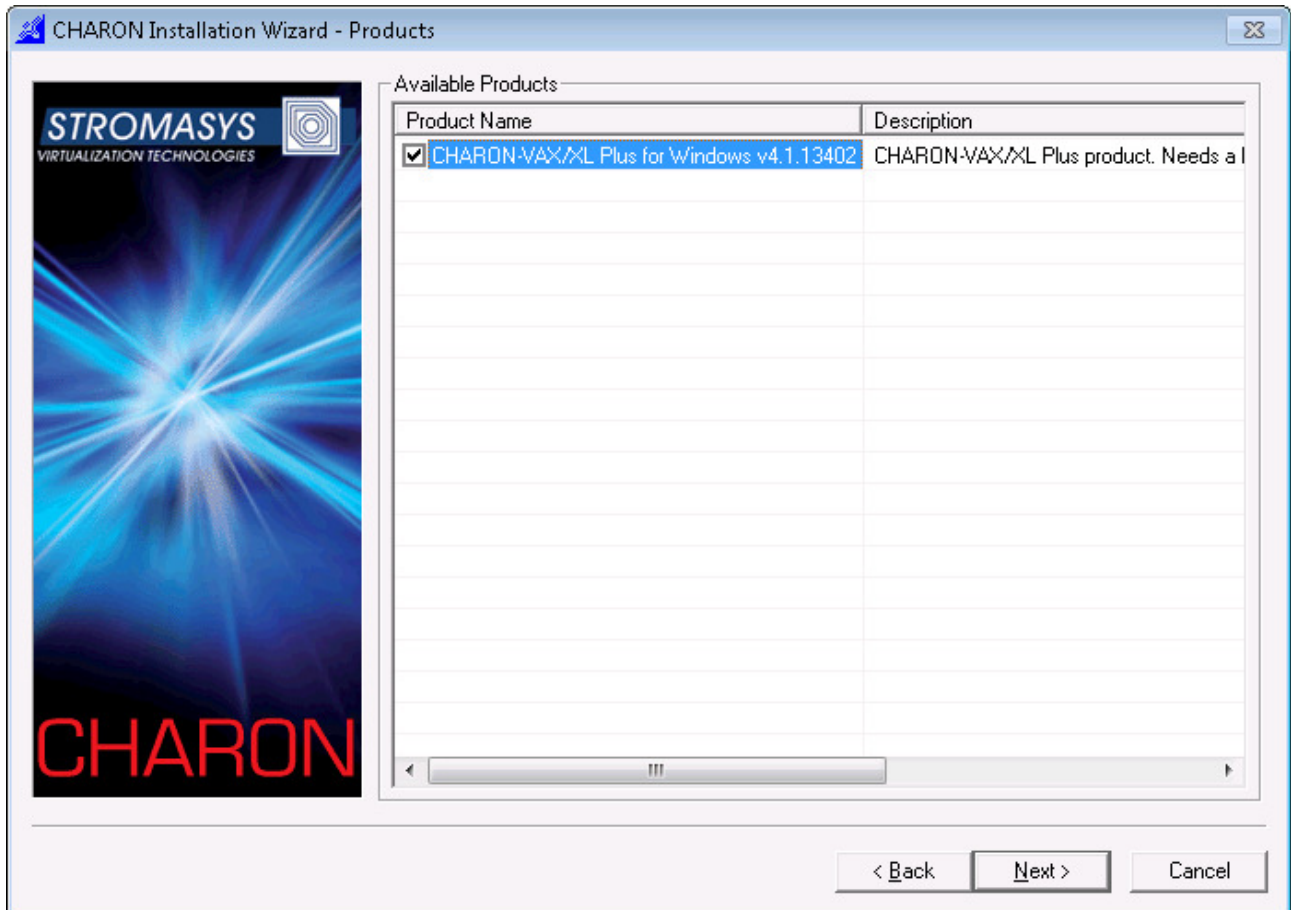 CHARON Installation Wizard - Products
STROMASYS
VIRTUALIZATION TECHNOLOGIES
CHARON
Available Products
Product Name Description
CHARON-VAX/XL Plus for Windows v4.1.13402 CHARON-VAX/XL Plus product. Needs a
< Back Next > Cancel